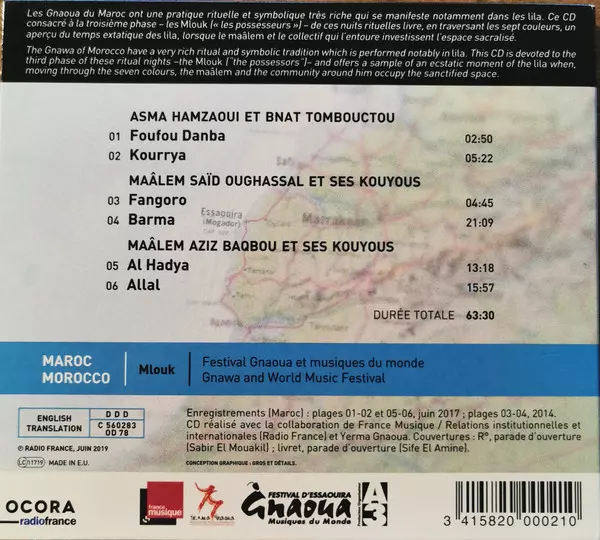 Les Gnaoua du Maroc ont une pratique rituelle et symbolique très riche qui se manifeste notamment dans les lila. Ce CD
consacré à la troisième phase – les Mlouk (« les possesseurs ») – de ces nuits rituelles livre, en traversant les sept couleurs, un
aperçu du temps extatique des lila, lorsque le maâlem et le collectif qui l'entoure investissent l'espace sacralisé.
The Gnawa of Morocco have a very rich ritual and symbolic tradition which is performed notably in lila. This CD is devoted to the
third phase of these ritual nights –the Mlouk ("the possessors")– and offers a sample of an ecstatic moment of the lila when,
moving through the seven colours, the maâlem and the community around him occupy the sanctified space.
ASMA HAMZAOUI ET BNAT TOMBOUCTOU
01 Foufou Danba 02:50
02 Kourrya 05:22
MAÂLEM SAÏD OUGHASSAL ET SES KOUYOUS
03 Fangoro 04:45
04 Barma 21:09
MAÂLEM AZIZ BAQBOU ET SES KOUYOUS
05 Al Hadya 13:18
06 Allal 15:57
DURÉE TOTALE 63:30
Safi
Essaouira
(Mogador)
Marrakech
Agadir
MAROC
MOROCCO
Mlouk
Festival Gnaoua et musiques du monde
Gnawa and World Music Festival
ENGLISH
TRANSLATION
D D D
C 560283
OD 78
℗ RADIO FRANCE, JUIN 2019
LC 11719 MADE IN E.U.
Enregistrements (Maroc) : plages 01-02 et 05-06, juin 2017 ; plages 03-04, 2014.
CD réalisé avec la collaboration de France Musique / Relations institutionnelles et
internationales (Radio France) et Yerma Gnaoua. Couvertures : R°, parade d'ouverture
(Sabir El Mouakil) ; livret, parade d'ouverture (Sife El Amine).
CONCEPTION GRAPHIQUE : GROS ET DÉTAILS.
OCORA
radiofrance
france
musique
FESTIVAL D'ESSAOUIRA
Gnaoua
Musiques du Monde
A
3
3 415820 000210